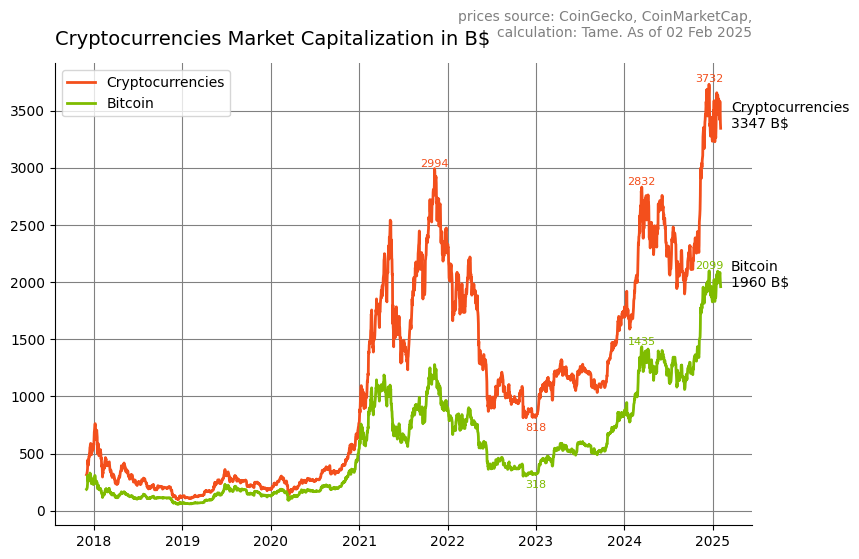 prices source: CoinGecko, CoinMarketCap,
calculation: Tame. As of 02 Feb 2025
Cryptocurrencies Market Capitalization in B$
Cryptocurrencies
Bitcoin
3732
Cryptocurrencies
3347 B$
2994
2832
2099
Bitcoin
1960 B$
1435
818
318
3500
3000
2500
2000
1500
1000
500
0
2018 2019 2020 2021 2022 2023 2024 2025